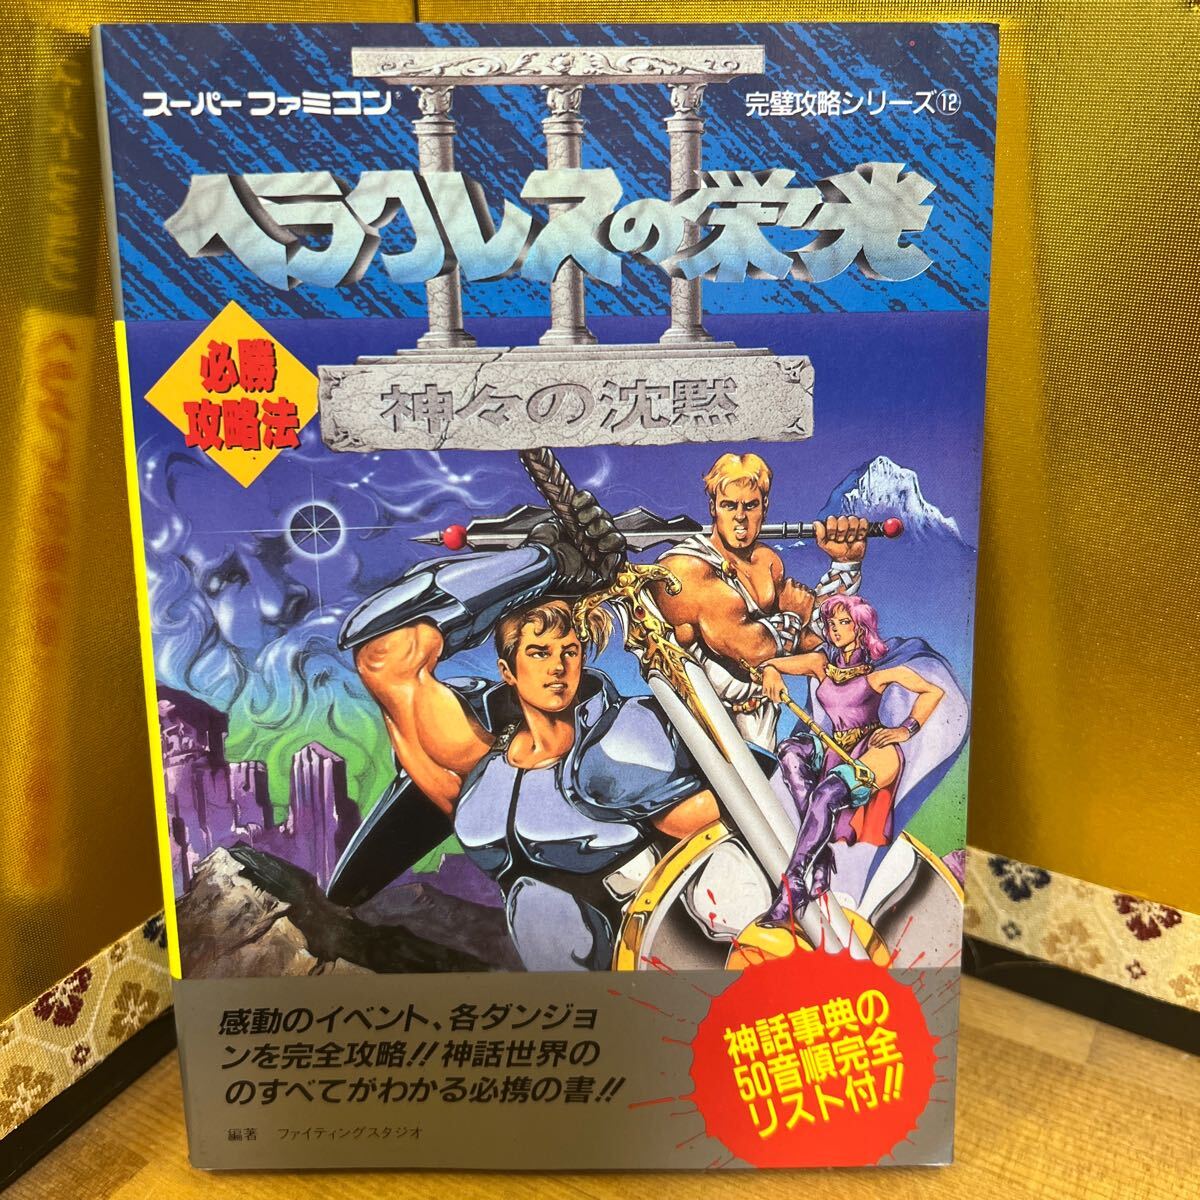 スーパーファミコン®
完璧攻略シリーズ⑫
III
ヘラクレスの栄光
神々の沈黙
必勝
攻略法
感動のイベント、各ダンジョ
ンを完全攻略!!神話世界の
のすべてがわかる必携の書!!
編著 ファイティングスタジオ
神話事典の
50音順完全
リスト付!!